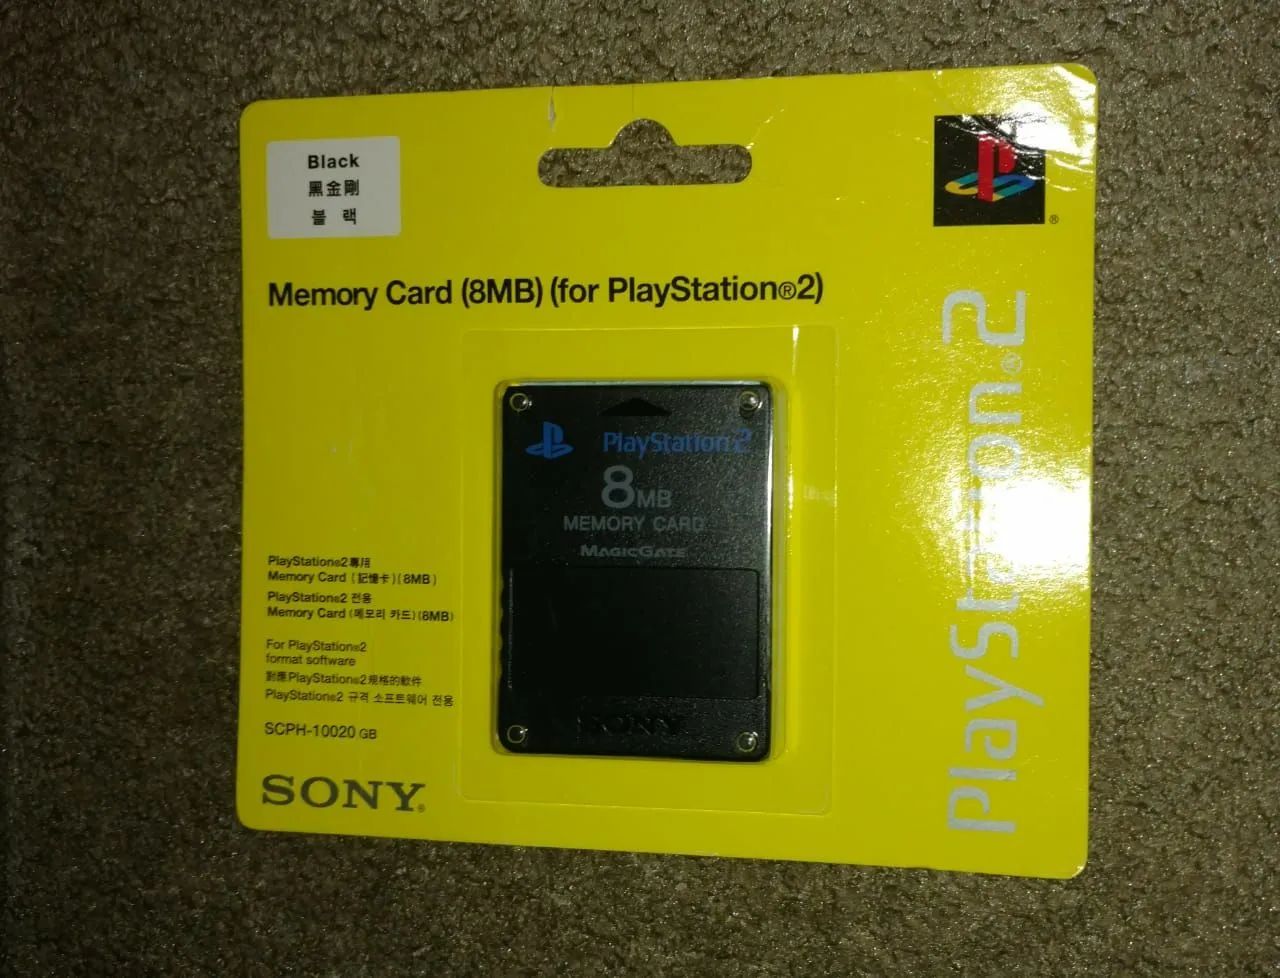 Black
黑金剛
블 랙
®
Memory Card (8MB) (for PlayStation®2)
PlayStation®2
PlayStation 2
8MB
MEMORY CARD
MAGICGATE
SONY
PlayStation®2專用
Memory Card (記憶卡) (8MB)
PlayStation®2 전용
Memory Card (메모리 카드) (8MB)
For PlayStation®2
format software
對應PlayStation®2規格的軟件
PlayStation®2 규격 소프트웨어 전용
SCPH-10020 GB
SONY®